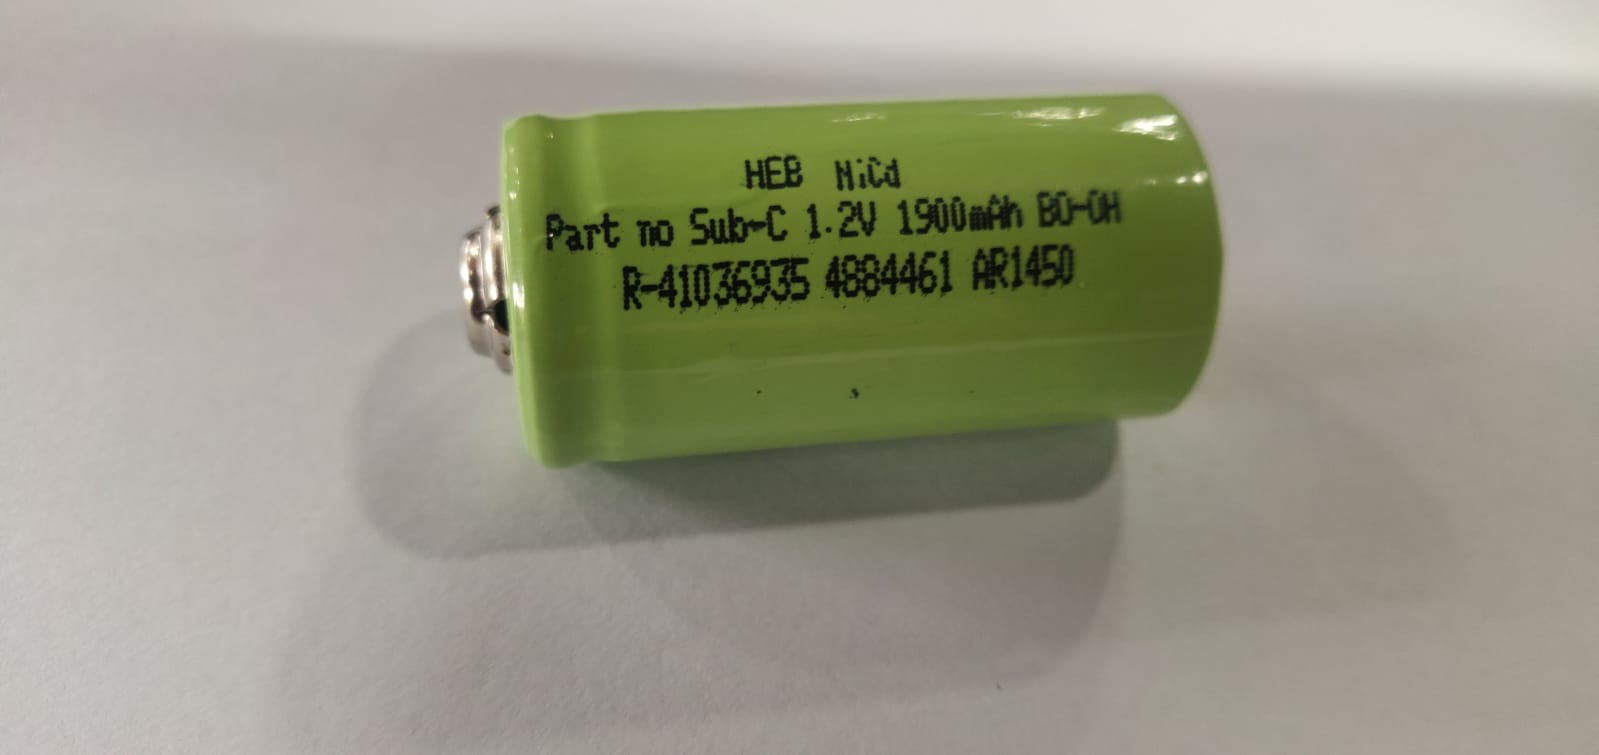 HEB NiCd
Part no Sub-C 1.2V 1900mAh BO-OH
R-41036935 4884461 AR1450